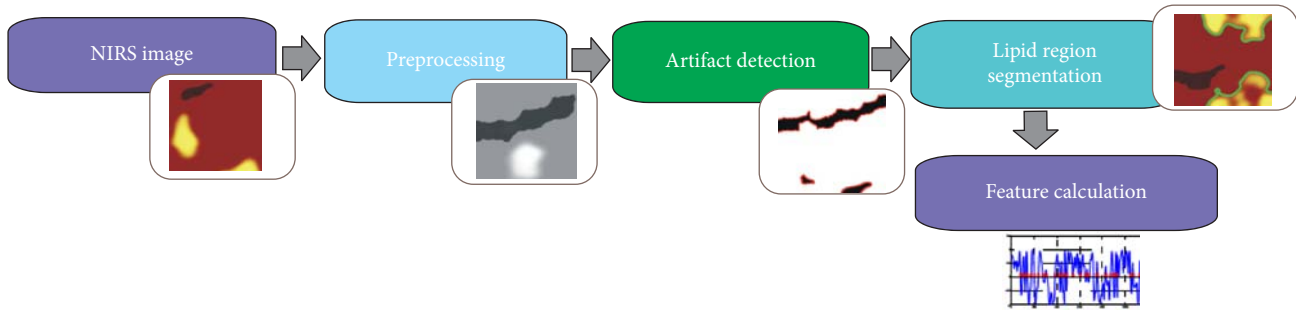 NIRS image
Preprocessing
Artifact detection
Lipid region
segmentation
Feature calculation